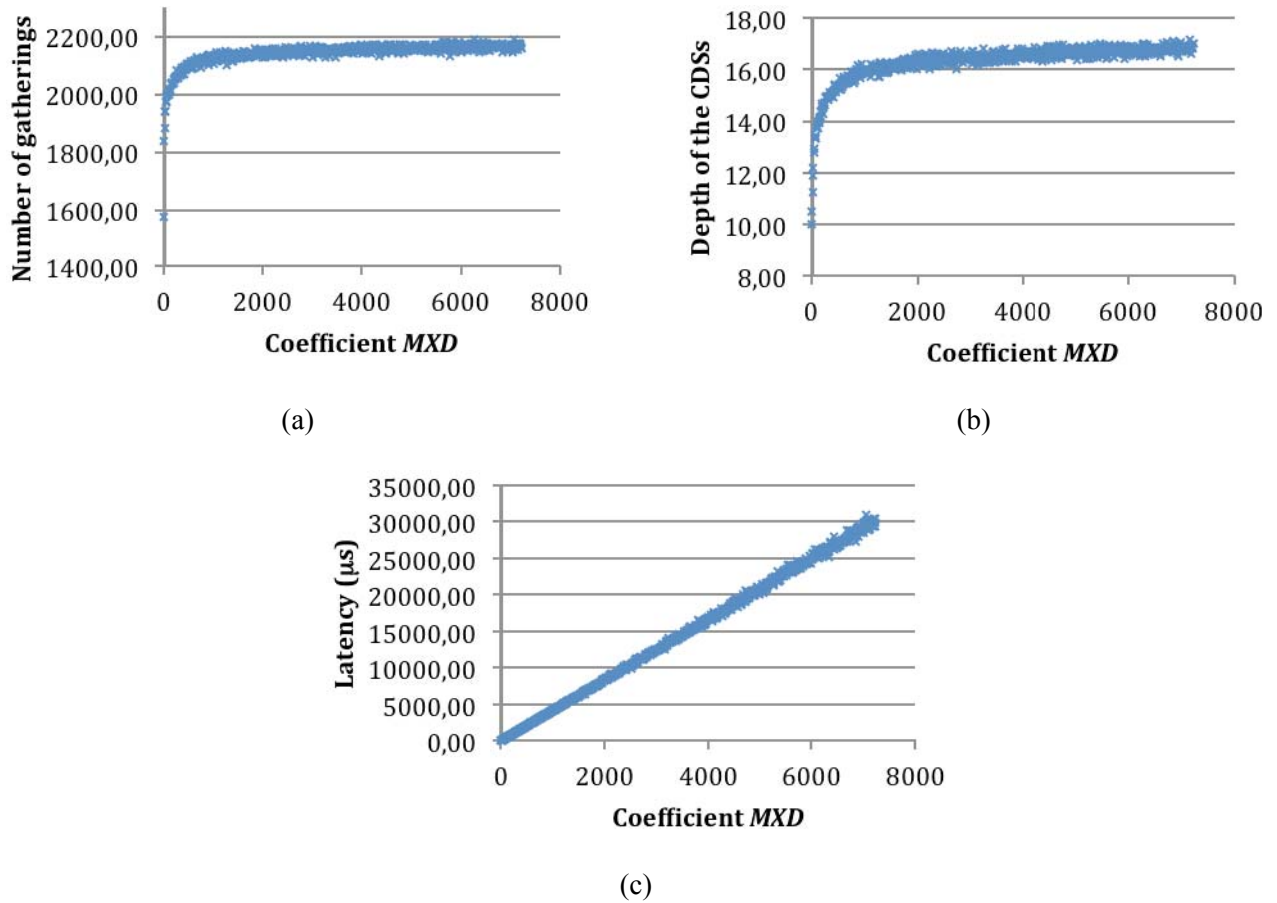 Number of gatherings
2200,00
2000,00
1800,00
1600,00
1400,00
0 2000 4000 6000 8000
Coefficient MXD
(a)
Depth of the CDSs
18,00
16,00
14,00
12,00
10,00
8,00
0 2000 4000 6000 8000
Coefficient MXD
(b)
Latency (µs)
35000,00
30000,00
25000,00
20000,00
15000,00
10000,00
5000,00
0,00
0 2000 4000 6000 8000
Coefficient MXD
(c)